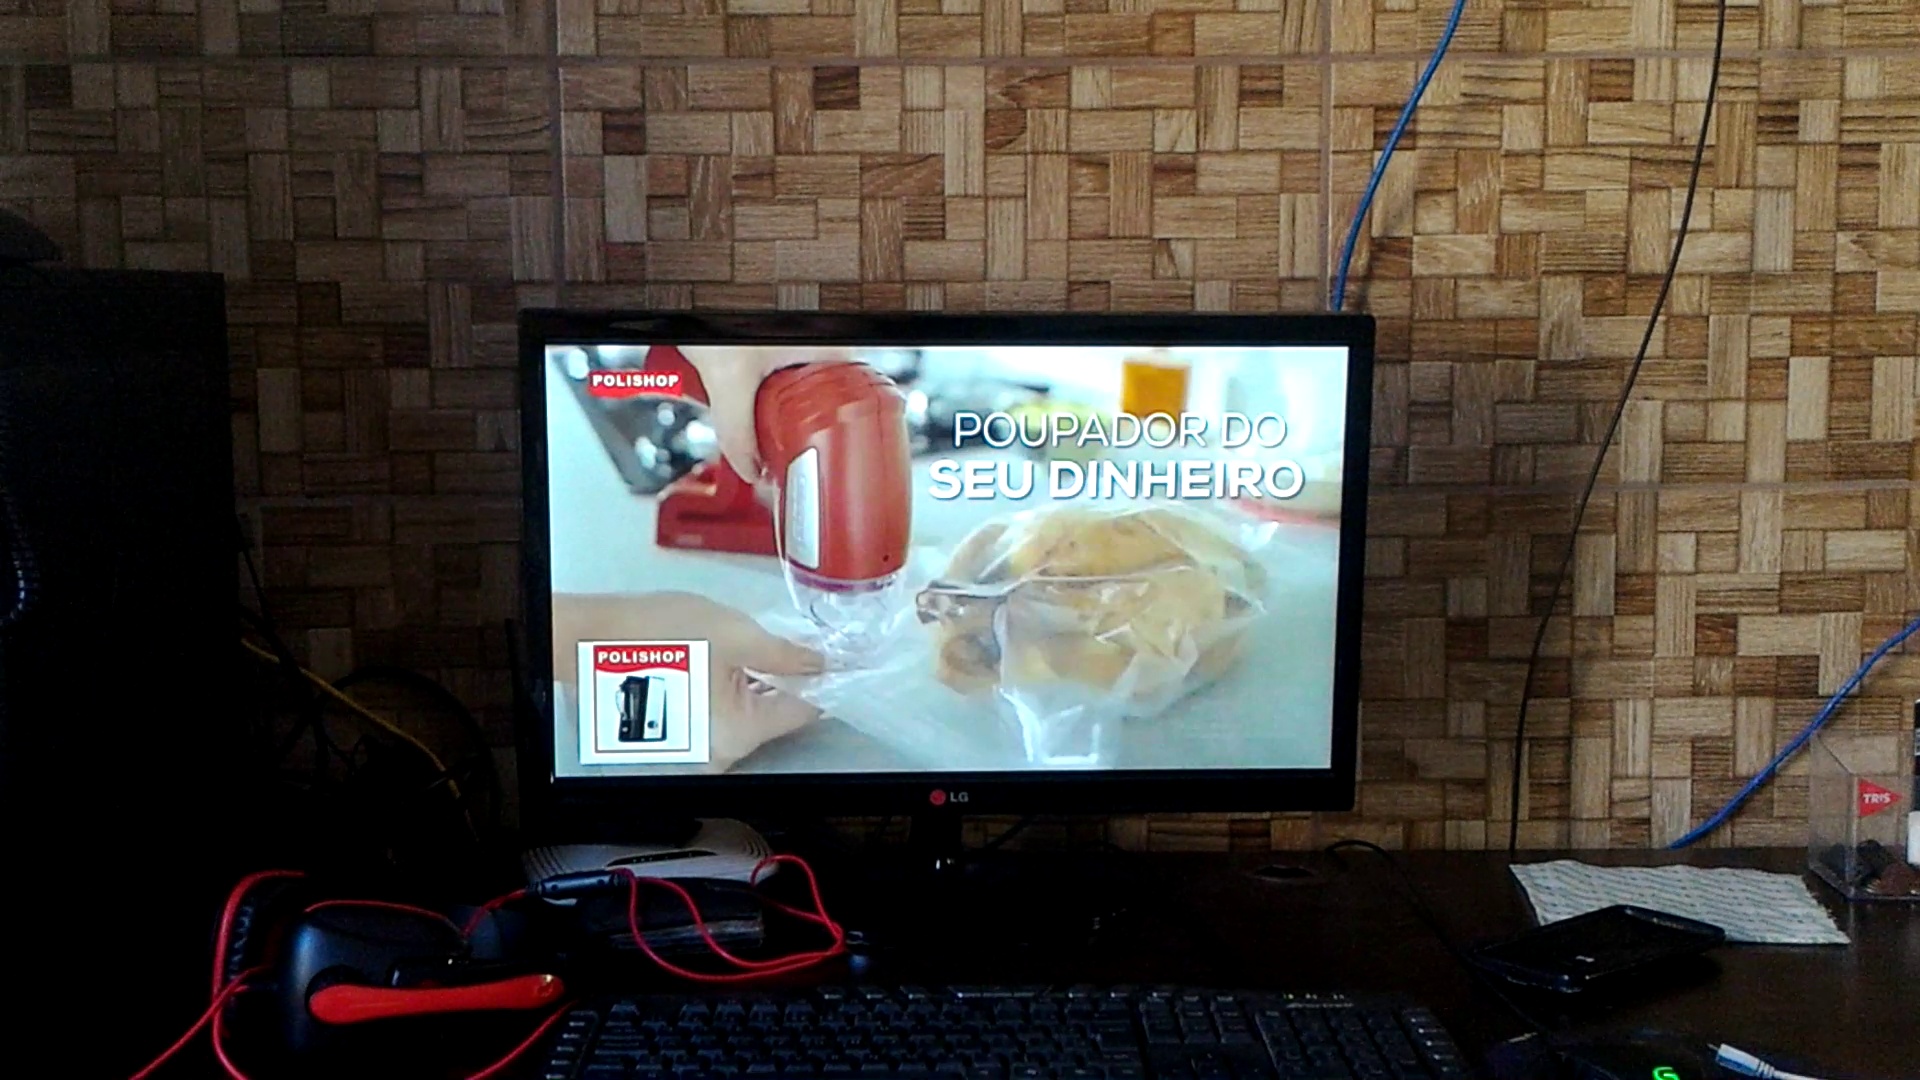 POLISHOP
POUPADOR DO
SEU DINHEIRO
POLISHOP
LG
TRIS